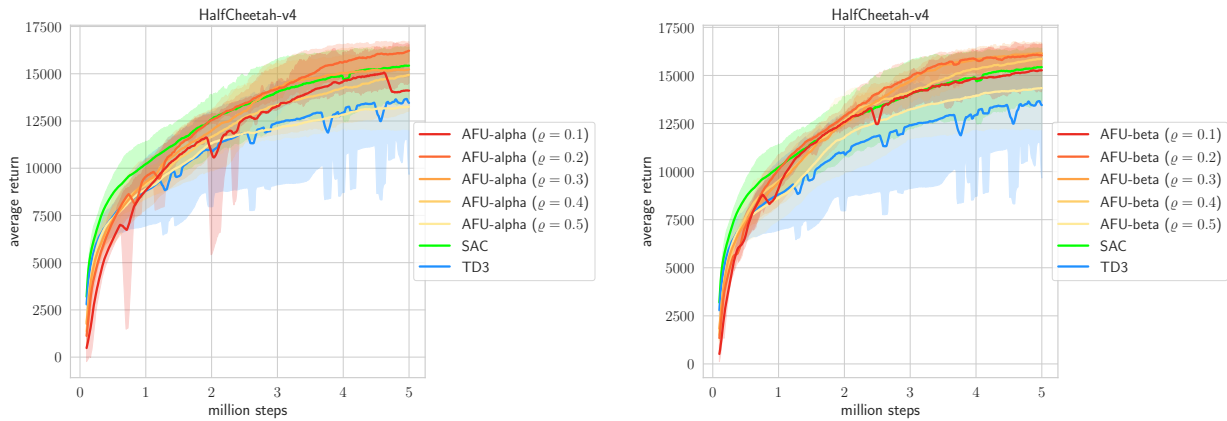 HalfCheetah-v4
17500
15000
12500
10000
7500
5000
2500
0
average return
0 1 2 3 4 5
million steps
AFU-alpha (ϱ = 0.1)
AFU-alpha (ϱ = 0.2)
AFU-alpha (ϱ = 0.3)
AFU-alpha (ϱ = 0.4)
AFU-alpha (ϱ = 0.5)
SAC
TD3
HalfCheetah-v4
17500
15000
12500
10000
7500
5000
2500
0
average return
0 1 2 3 4 5
million steps
AFU-beta (ϱ = 0.1)
AFU-beta (ϱ = 0.2)
AFU-beta (ϱ = 0.3)
AFU-beta (ϱ = 0.4)
AFU-beta (ϱ = 0.5)
SAC
TD3